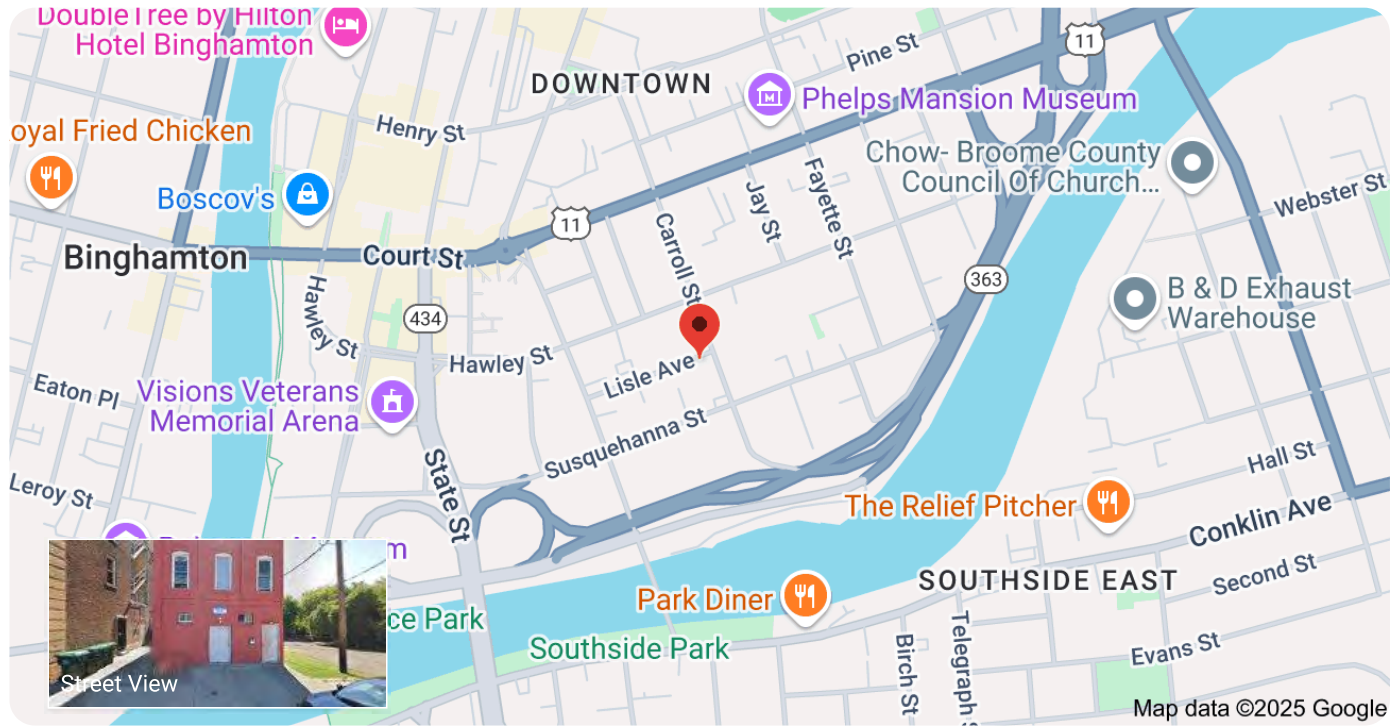 DoubleTree by Hilton
Hotel Binghamton
DOWNTOWN
Pine St
11
Phelps Mansion Museum
Henry St
oyal Fried Chicken
Boscov's
Chow- Broome County
Council Of Church...
Webster St
Fayette St
Jay St
Carroll St
11
Court St
Binghamton
Hawley St
434
363
B & D Exhaust
Warehouse
Hawley St
Lisle Ave
Eaton Pl
Visions Veterans
Memorial Arena
Susquehanna St
State St
Leroy St
Hall St
The Relief Pitcher
Conklin Ave
m
SOUTHSIDE EAST
Second St
Park Diner
ce Park
Southside Park
Birch St
Telegraph S
Evans St
Street View
Map data ©2025 Google